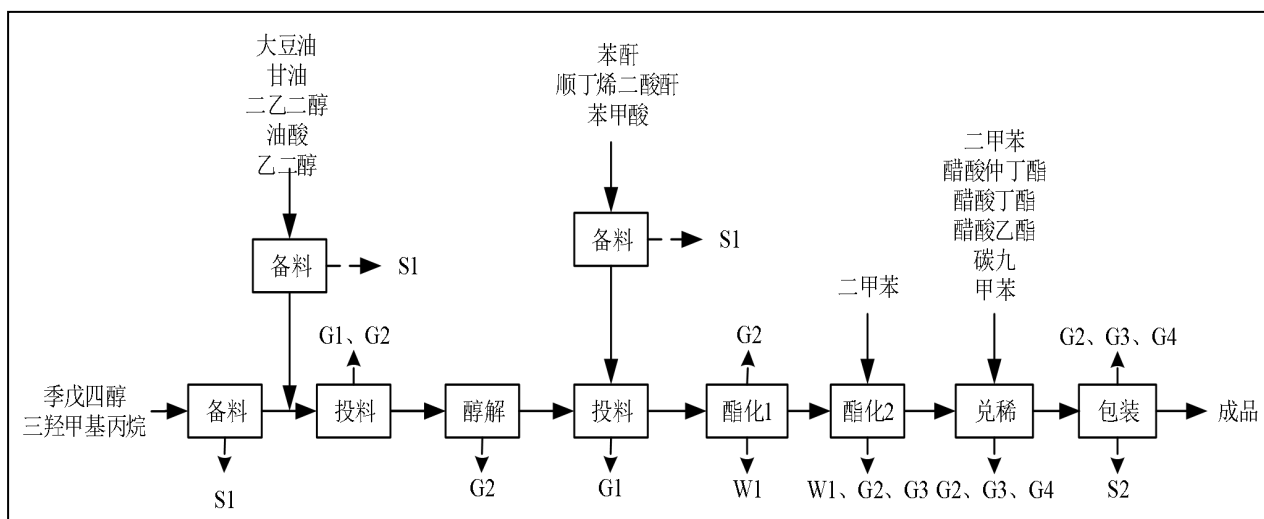 大豆油
甘油
二乙二醇
油酸
乙二醇
苯酐
顺丁烯二酸酐
苯甲酸
二甲苯
醋酸仲丁酯
醋酸丁酯
醋酸乙酯
碳九
甲苯
备料
S1
备料
S1
二甲苯
G1、G2
G2
G2、G3、G4
季戊四醇
三羟甲基丙烷
备料
投料
醇解
投料
酯化1
酯化2
兑稀
包装
成品
S1
G2
G1
W1
W1、G2、G3
G2、G3、G4
S2